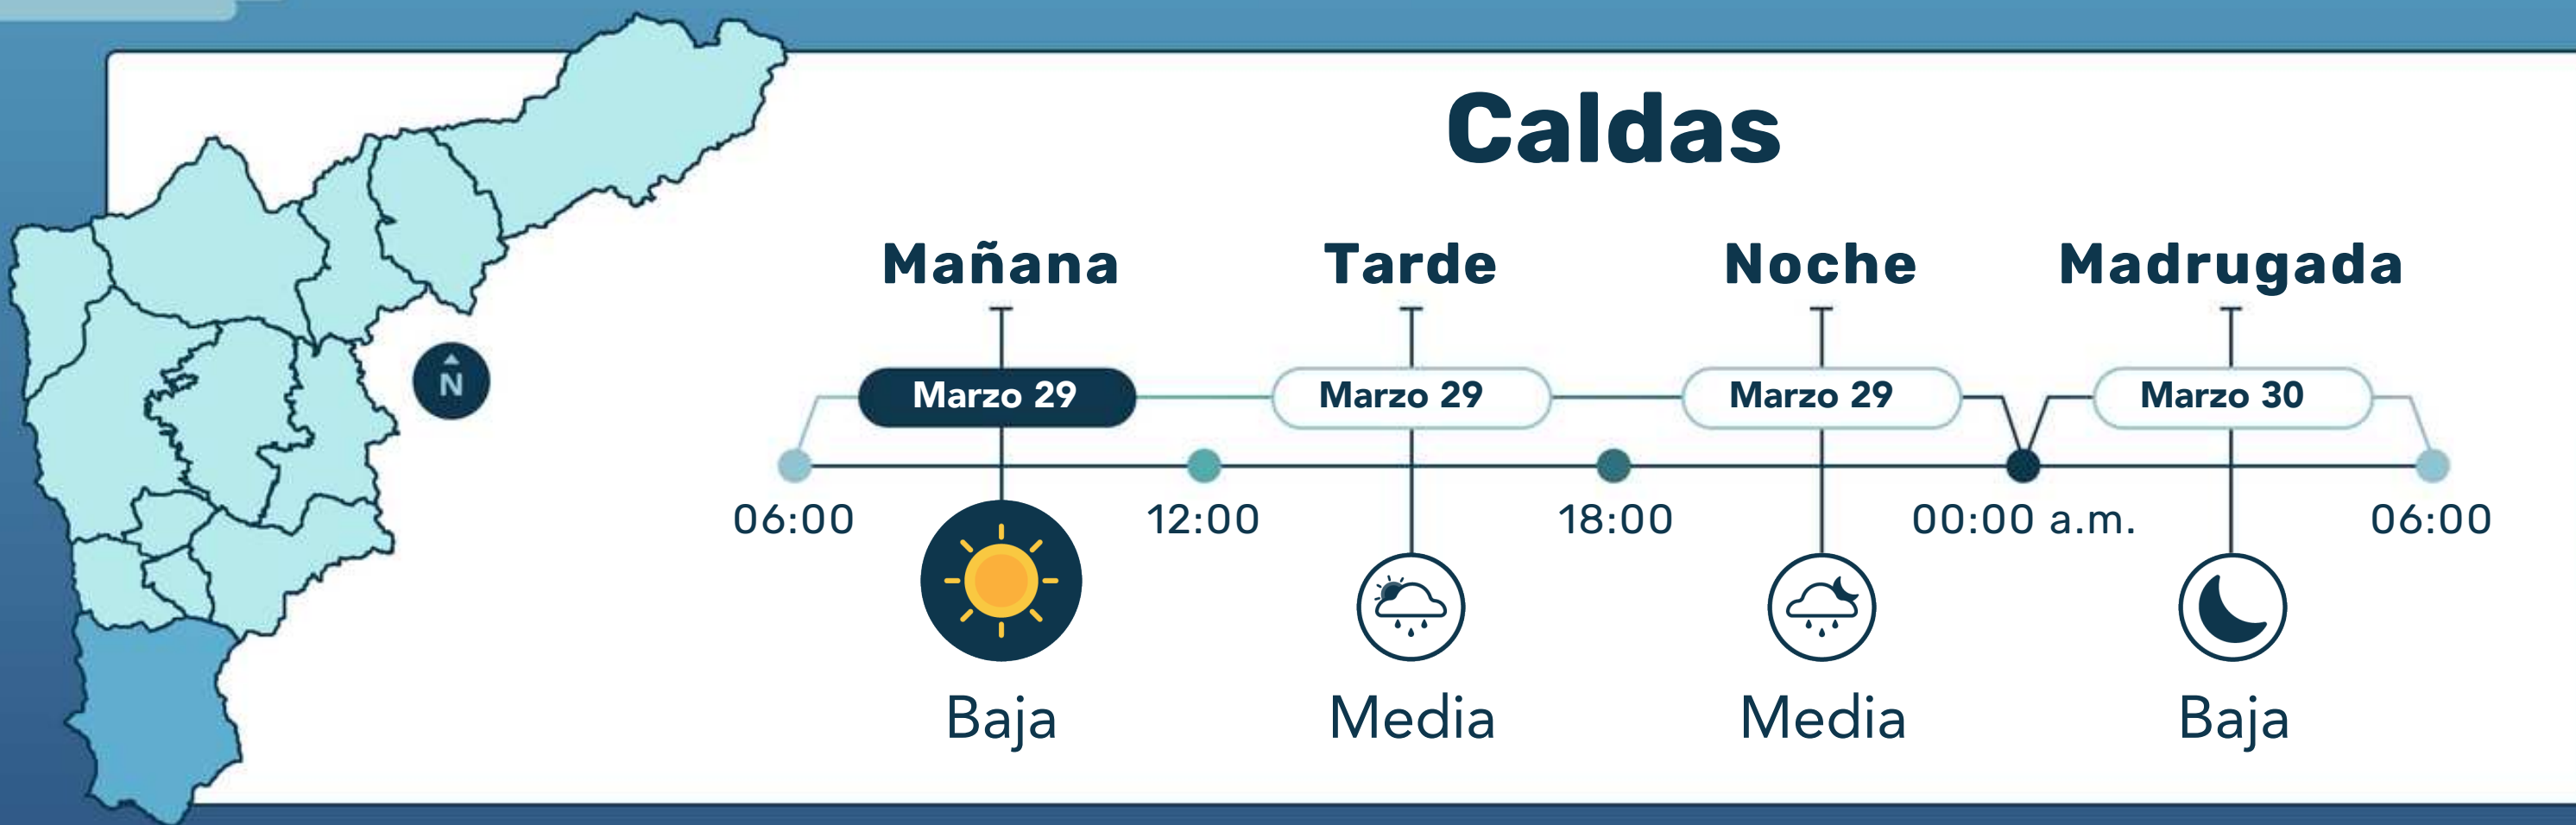 Caldas
Mañana Tarde Noche Madrugada
N
Marzo 29 Marzo 29 Marzo 29 Marzo 30
06:00 12:00 18:00 00:00 a.m. 06:00
Baja Media Media Baja